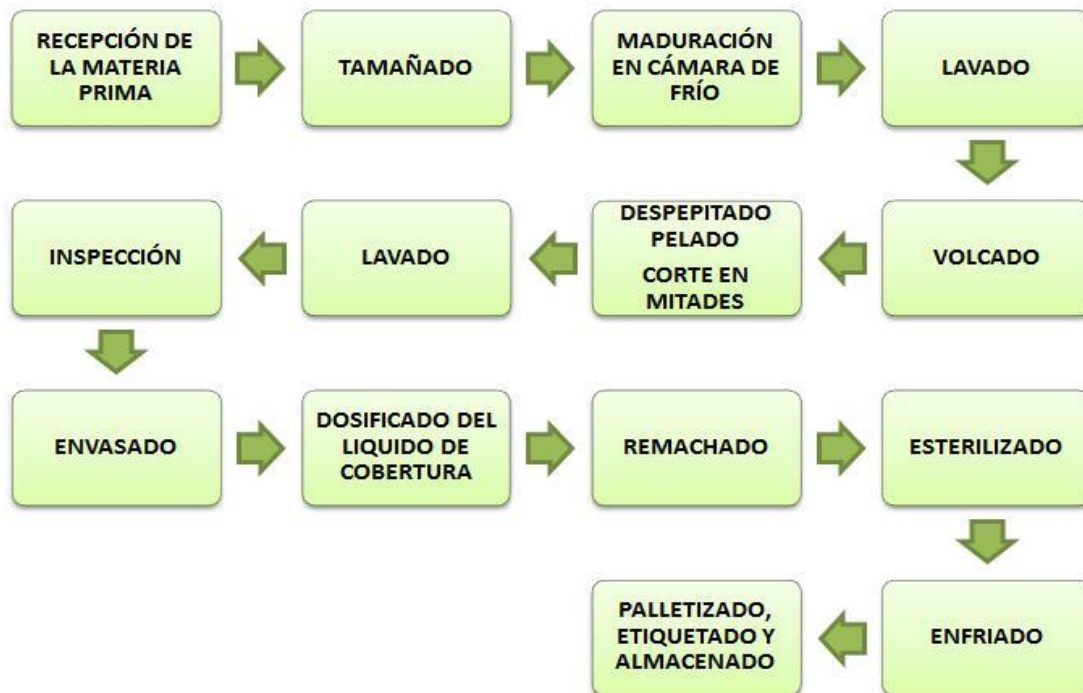 RECEPCIÓN DE
LA MATERIA
PRIMA
TAMAÑADO
MADURACIÓN
EN CÁMARA DE
FRÍO
LAVADO
VOLCADO
DESPEPITADO
PELADO
CORTE EN
MITADES
LAVADO
INSPECCIÓN
ENVASADO
DOSIFICADO DEL
LIQUIDO DE
COBERTURA
REMACHADO
ESTERILIZADO
ENFRIADO
PALLETIZADO,
ETIQUETADO Y
ALMACENADO